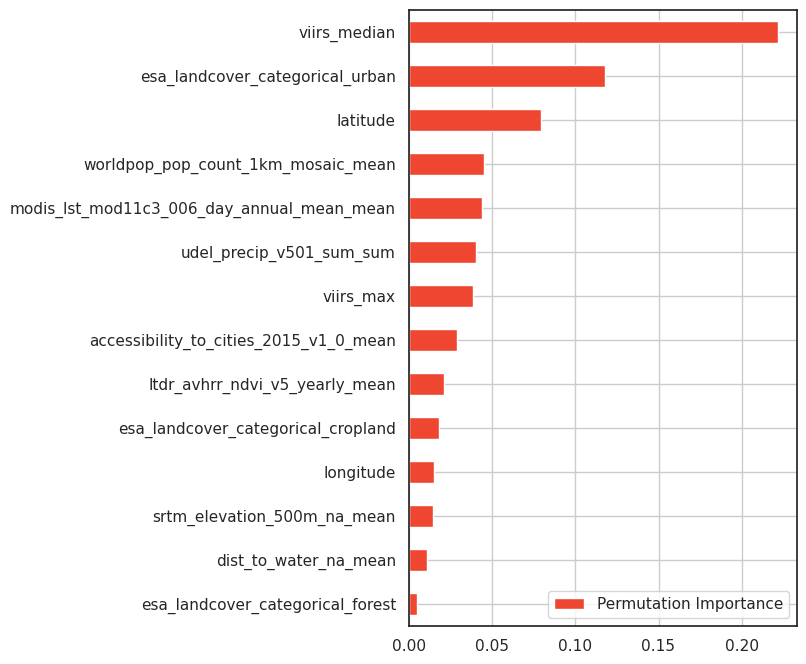 viirs_median
esa_landcover_categorical_urban
latitude
worldpop_pop_count_1km_mosaic_mean
modis_lst_mod11c3_006_day_annual_mean_mean
udel_precip_v501_sum_sum
viirs_max
accessibility_to_cities_2015_v1_0_mean
ltdr_avhrr_ndvi_v5_yearly_mean
esa_landcover_categorical_cropland
longitude
srtm_elevation_500m_na_mean
dist_to_water_na_mean
esa_landcover_categorical_forest
Permutation Importance
0.00 0.05 0.10 0.15 0.20